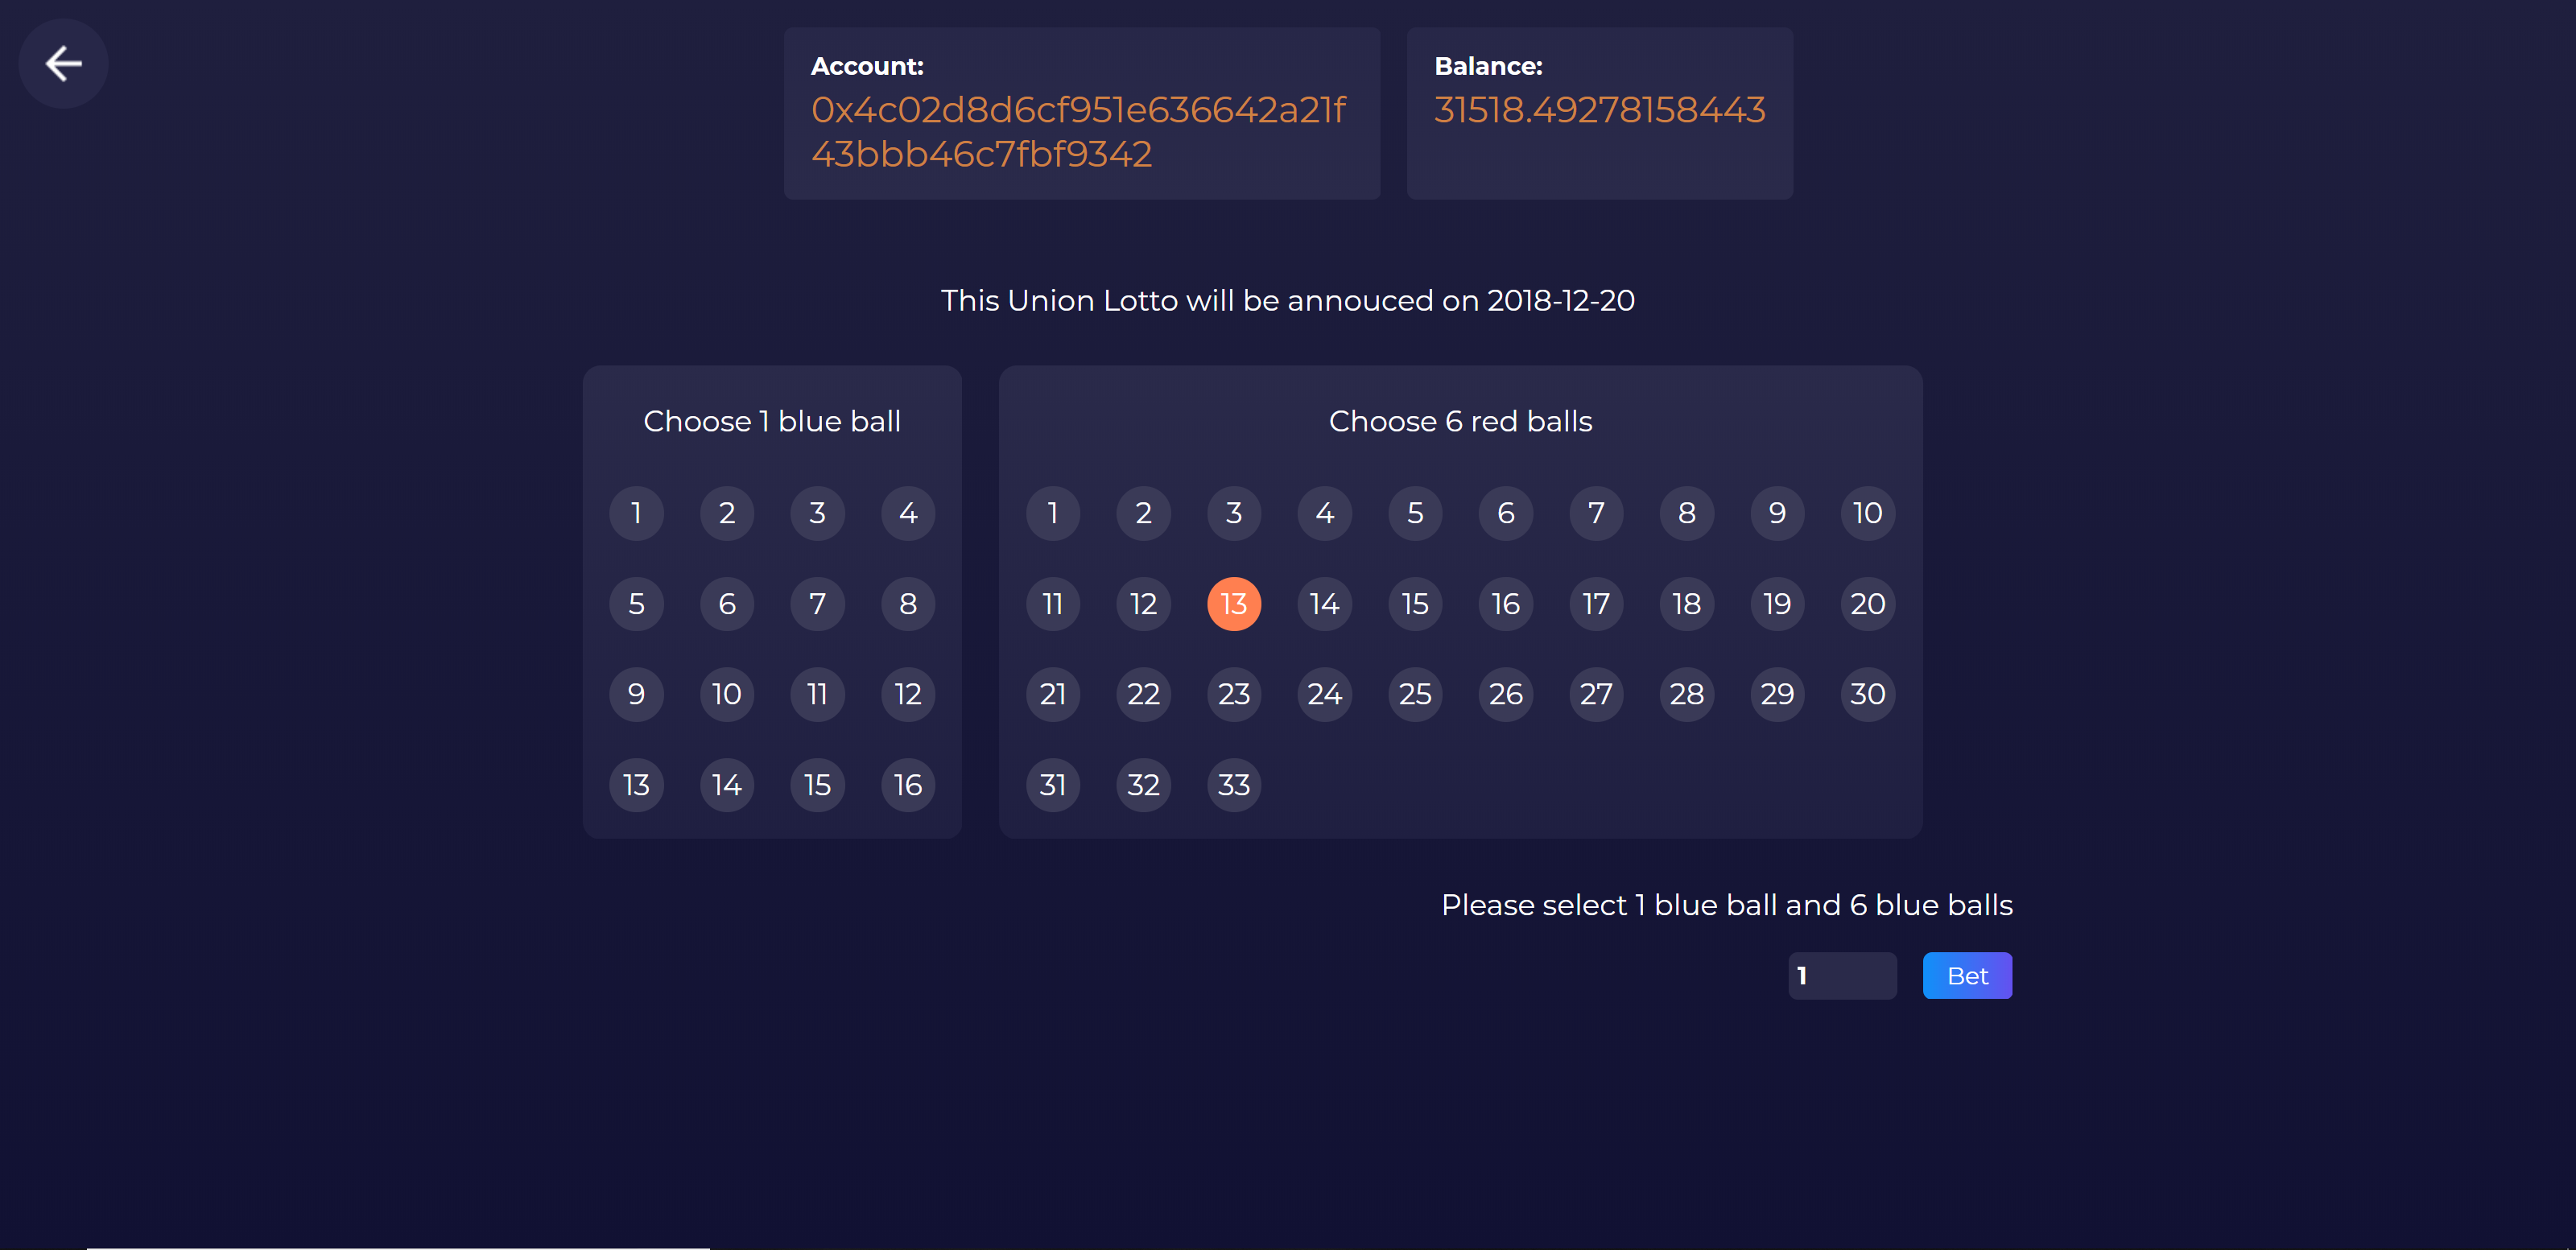 Account:
0x4c02d8d6cf951e636642a21f
43bbb46c7fbf9342
Balance:
31518.49278158443
This Union Lotto will be annouced on 2018-12-20
Choose 1 blue ball
1 2 3 4
5 6 7 8
9 10 11 12
13 14 15 16
Choose 6 red balls
1 2 3 4 5 6 7 8 9 10
11 12 13 14 15 16 17 18 19 20
21 22 23 24 25 26 27 28 29 30
31 32 33
Please select 1 blue ball and 6 blue balls
1
Bet